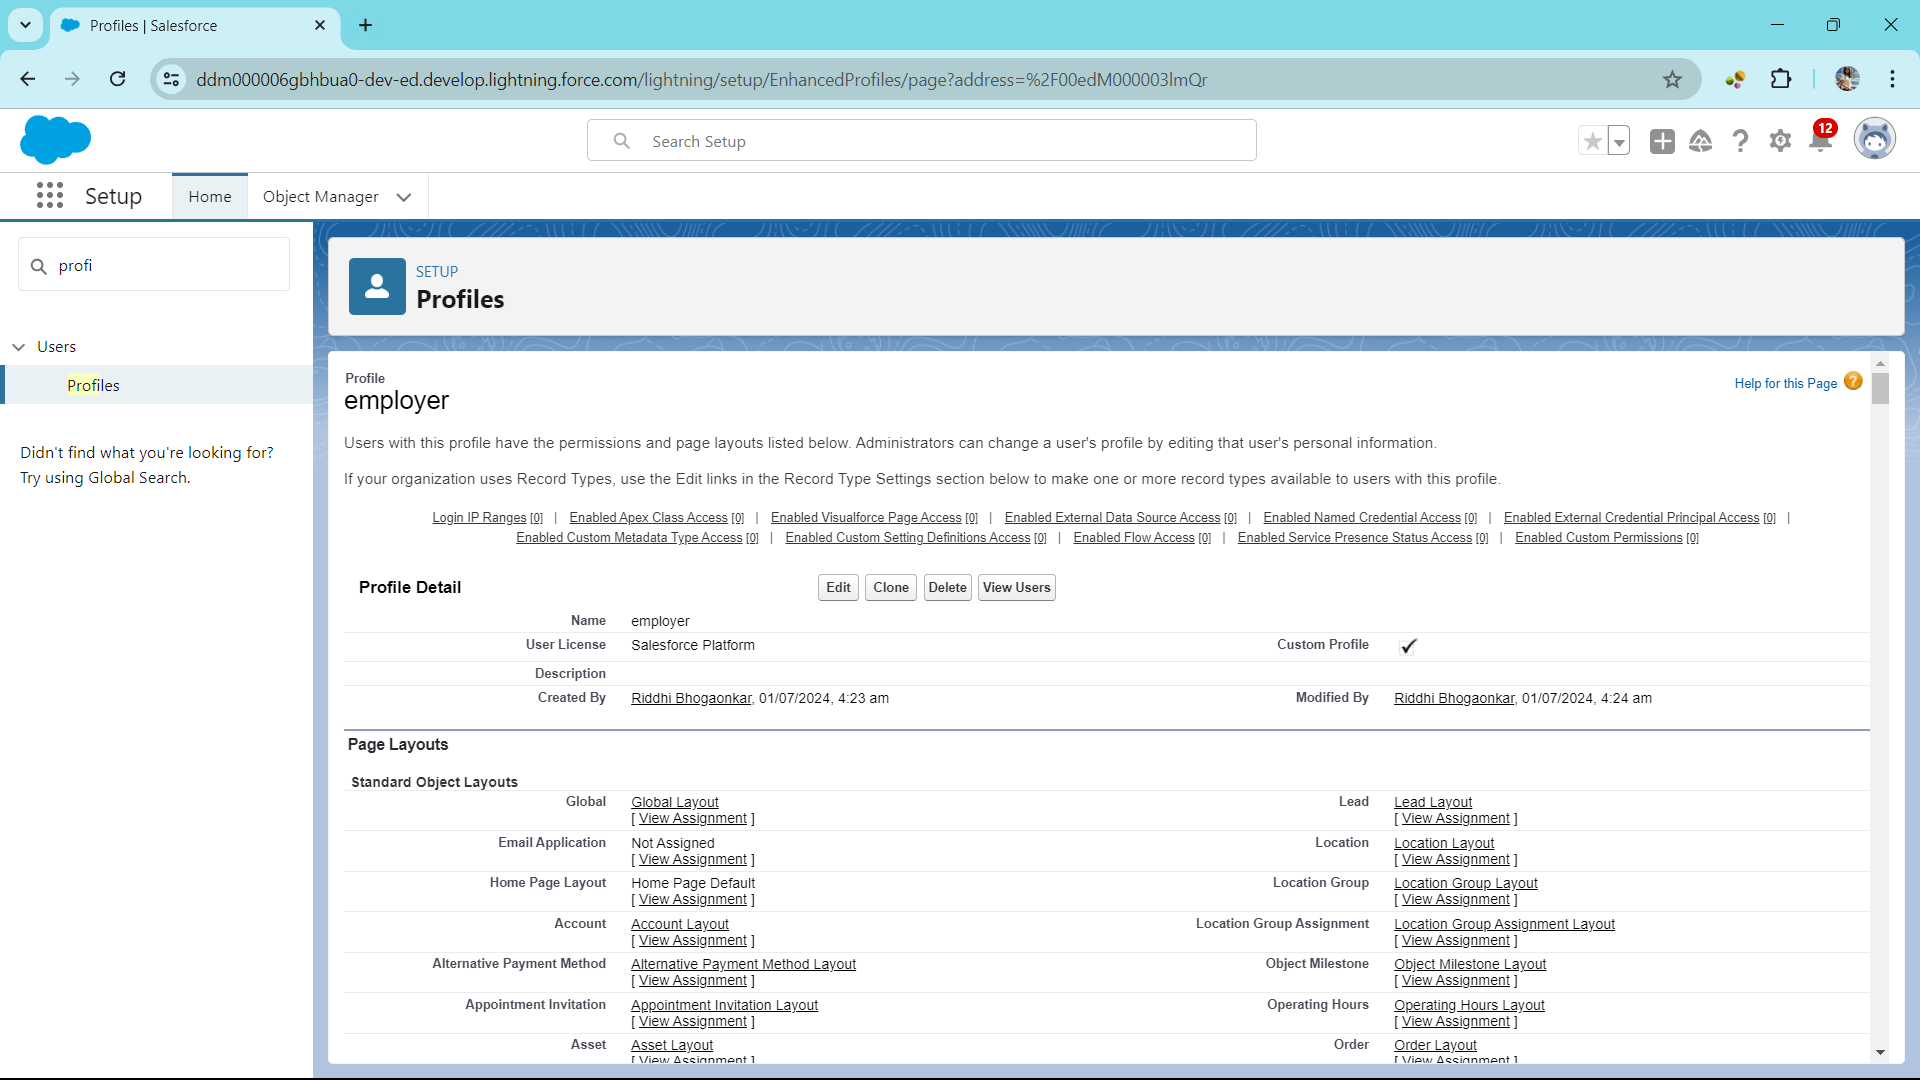 Profiles | Salesforce
ddm000006gbhbua0-dev-ed.develop.lightning.force.com/lightning/setup/EnhancedProfiles/page?address=%2F00edM000003lmQr
Search Setup
12
Setup
Home
Object Manager
profi
Users
Profiles
Didn't find what you're looking for?
Try using Global Search.
SETUP
Profiles
Profile
employer
Help for this Page ?
Users with this profile have the permissions and page layouts listed below. Administrators can change a user's profile by editing that user's personal information.
If your organization uses Record Types, use the Edit links in the Record Type Settings section below to make one or more record types available to users with this profile.
Login IP Ranges [0] | Enabled Apex Class Access [0] | Enabled Visualforce Page Access [0] | Enabled External Data Source Access [0] | Enabled Named Credential Access [0] | Enabled External Credential Principal Access [0] |
Enabled Custom Metadata Type Access [0] | Enabled Custom Setting Definitions Access [0] | Enabled Flow Access [0] | Enabled Service Presence Status Access [0] | Enabled Custom Permissions [0]
Profile Detail Edit Clone Delete View Users
Name employer
User License Salesforce Platform Custom Profile
Description
Created By Riddhi Bhogaonkar, 01/07/2024, 4:23 am Modified By Riddhi Bhogaonkar, 01/07/2024, 4:24 am
Page Layouts
Standard Object Layouts
Global Global Layout Lead Lead Layout
[ View Assignment ] [ View Assignment ]
Email Application Not Assigned Location Location Layout
[ View Assignment ] [ View Assignment ]
Home Page Layout Home Page Default Location Group Location Group Layout
[ View Assignment ] [ View Assignment ]
Account Account Layout Location Group Assignment Location Group Assignment Layout
[ View Assignment ] [ View Assignment ]
Alternative Payment Method Alternative Payment Method Layout Object Milestone Object Milestone Layout
[ View Assignment ] [ View Assignment ]
Appointment Invitation Appointment Invitation Layout Operating Hours Operating Hours Layout
[ View Assignment ] [ View Assignment ]
Asset Asset Layout Order Order Layout
[ View Assignment ] [ View Assignment ]